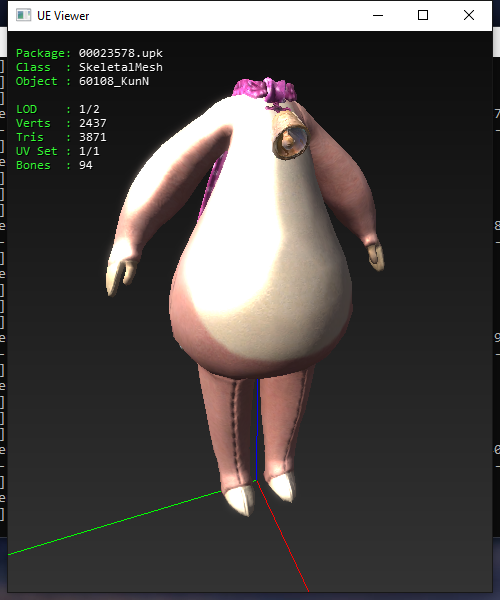 UE Viewer
Package: 00023578.upk
Class : SkeletalMesh
Object : 60108_KunN
LOD : 1/2
Verts : 2437
Tris : 3871
UV Set : 1/1
Bones : 94